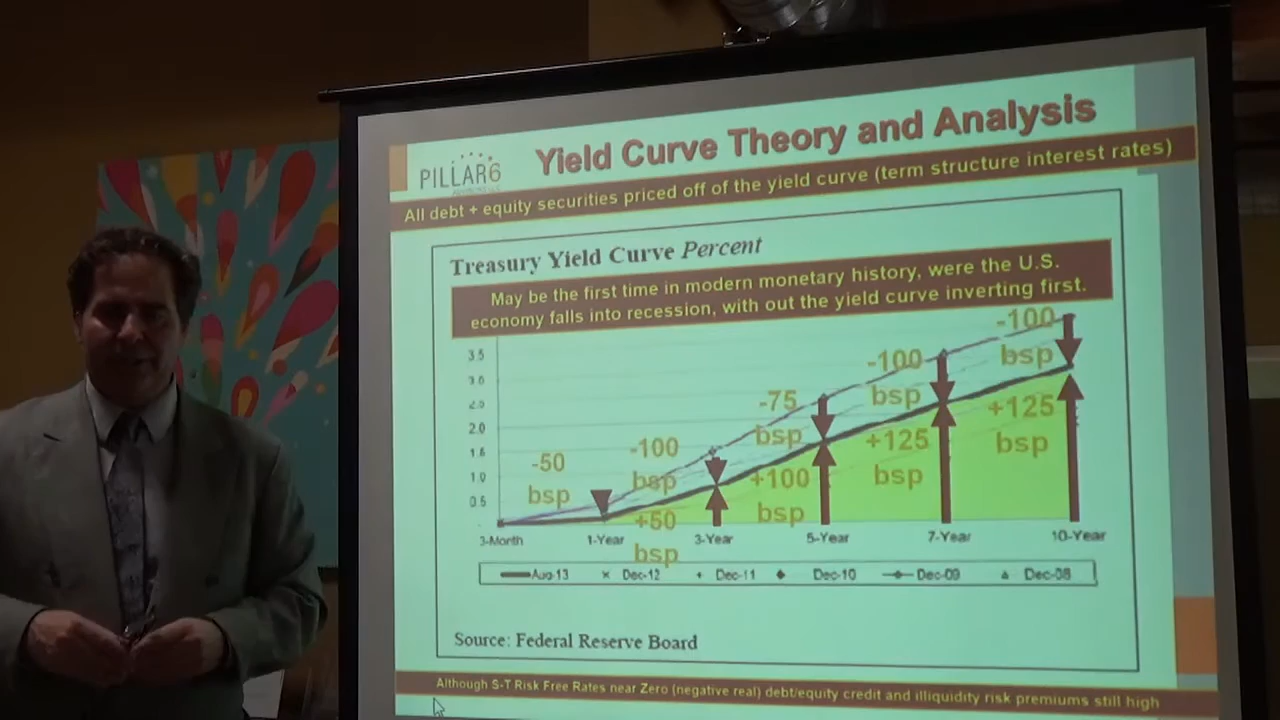 PILLAR6
Yield Curve Theory and Analysis
All debt + equity securities priced off of the yield curve (term structure interest rates)
Treasury Yield Curve Percent
May be the first time in modern monetary history, were the U.S.
economy falls into recession, with out the yield curve inverting first.
3.5
3.0
2.0
1.0
0.5
-50
bsp
-100
bsp
+50
bsp
-75
bsp
+100
bsp
-100
bsp
+125
bsp
-100
bsp
+125
bsp
3-Month 1-Year 3-Year 5-Year 7-Year 10-Year
Aug-13 Dec-12 Dec-11 Dec-10 Dec-09 Dec-08
Source: Federal Reserve Board
Although S-T Risk Free Rates near Zero (negative real) debt/equity credit and illiquidity risk premiums still high